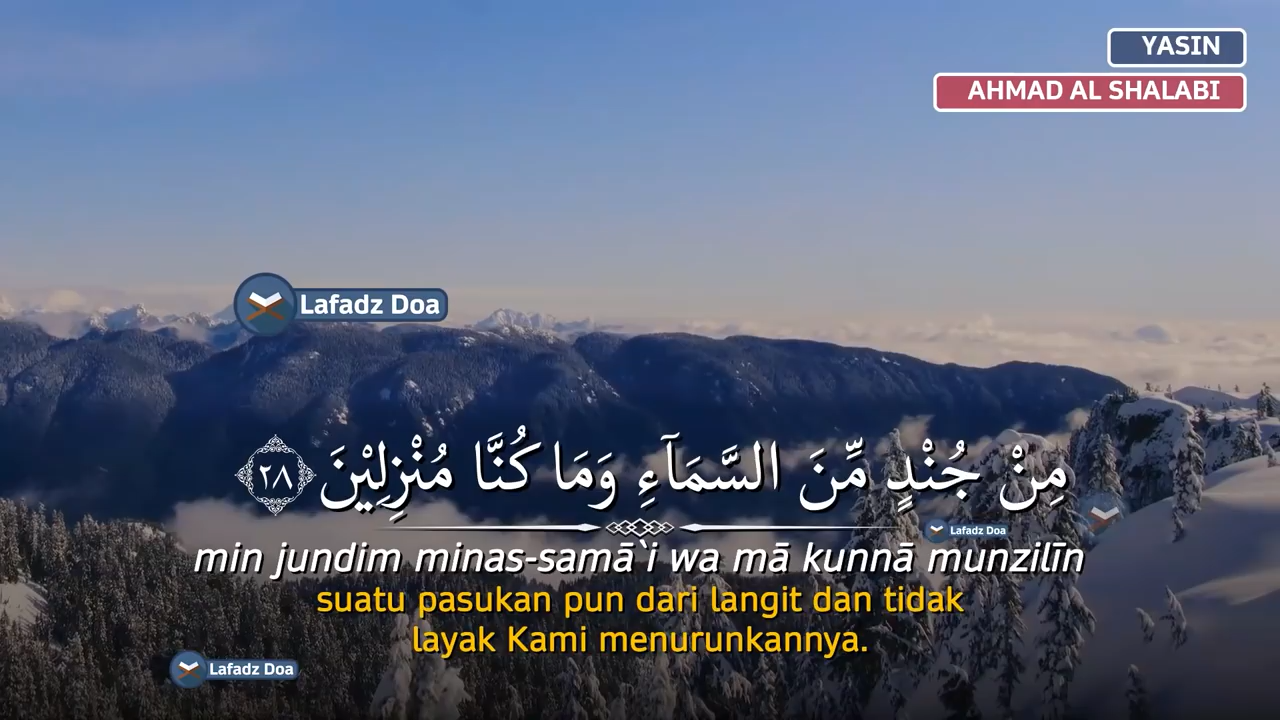 YASIN
AHMAD AL SHALABI
Lafadz Doa
مِنْ جُنْدٍ مِّنَ السَّمَآءِ وَمَا كُنَّا مُنْزِلِيْنَ ٢٨
Lafadz Doa
min jundim minas-samā`i wa mā kunnā munzilīn
suatu pasukan pun dari langit dan tidak
layak Kami menurunkannya.
Lafadz Doa